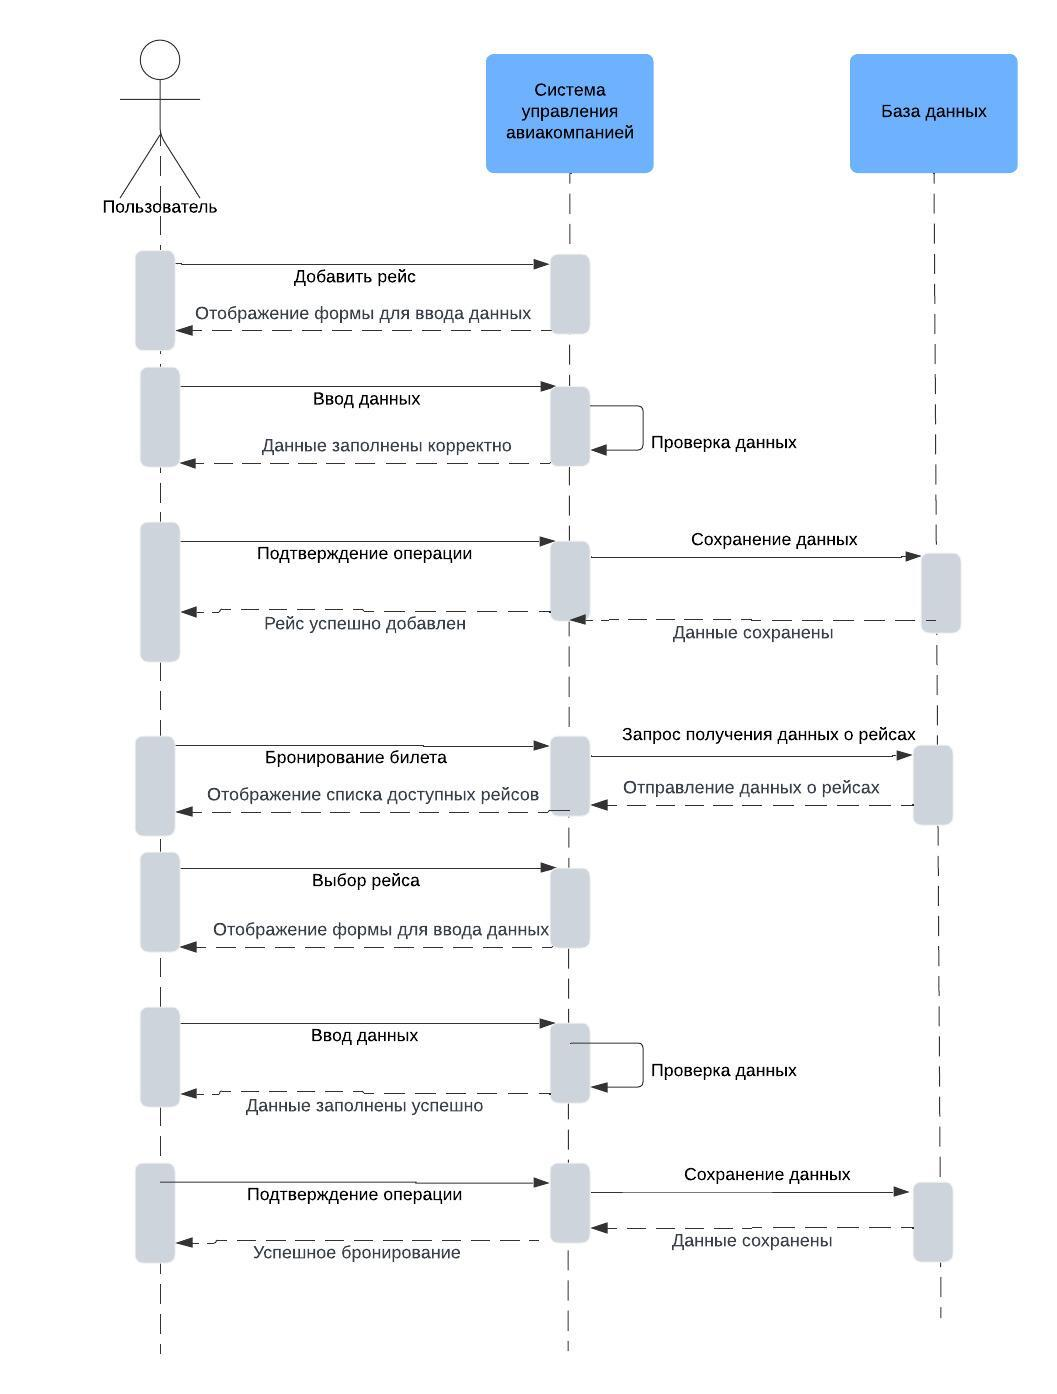 Система
управления
авиакомпанией
База данных
Пользователь
Добавить рейс
Отображение формы для ввода данных
Ввод данных
Проверка данных
Данные заполнены корректно
Сохранение данных
Подтверждение операции
Рейс успешно добавлен
Данные сохранены
Запрос получения данных о рейсах
Бронирование билета
Отправление данных о рейсах
Отображение списка доступных рейсов
Выбор рейса
Отображение формы для ввода данных
Ввод данных
Проверка данных
Данные заполнены успешно
Сохранение данных
Подтверждение операции
Данные сохранены
Успешное бронирование